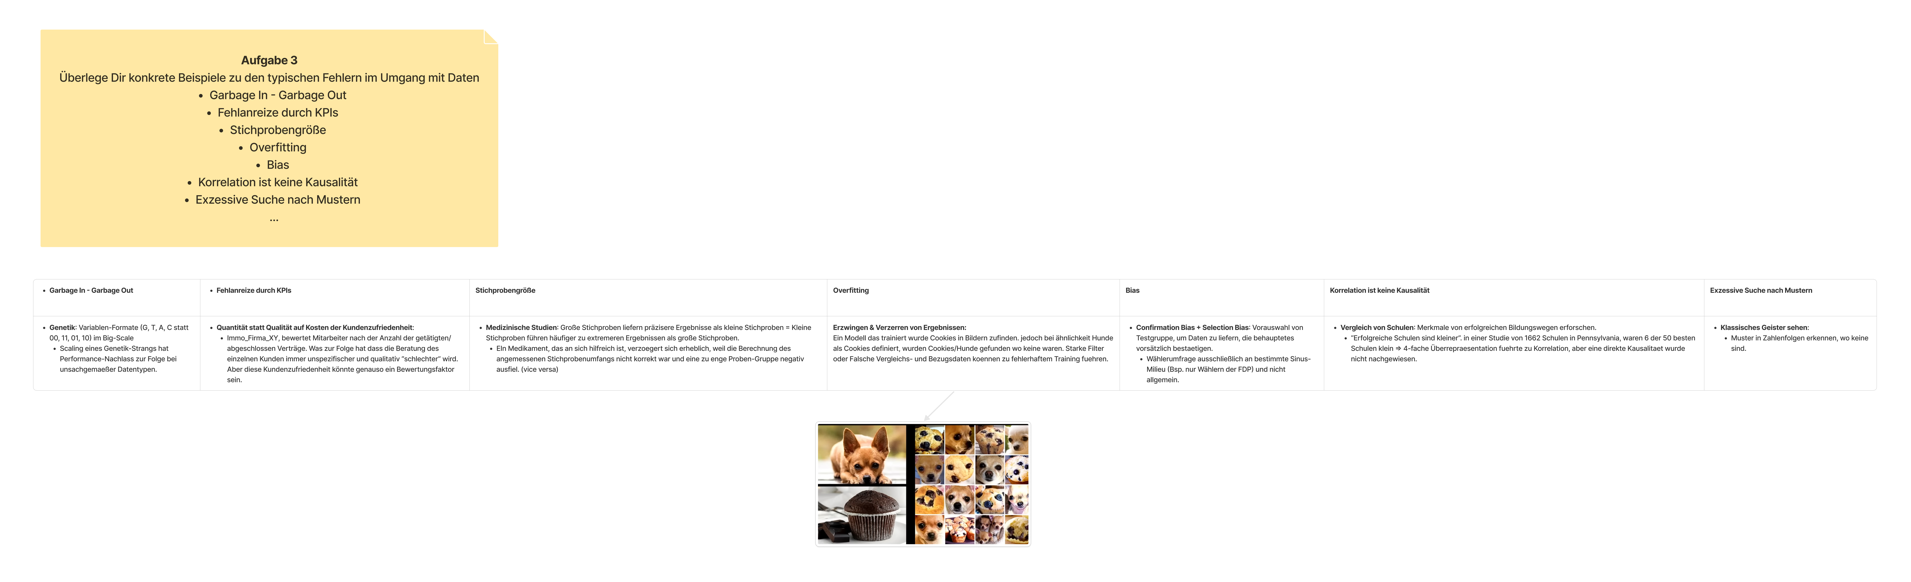 Aufgabe 3
Überlege Dir konkrete Beispiele zu den typischen Fehlern im Umgang mit Daten
• Garbage In - Garbage Out
• Fehlanreize durch KPIs
• Stichprobengröße
• Overfitting
• Bias
• Korrelation ist keine Kausalität
• Exzessive Suche nach Mustern
...
• Garbage In - Garbage Out
• Genetik: Variablen-Formate (G, T, A, C statt
00, 11, 01, 10) im Big-Scale
• Scaling eines Genetik-Strangs hat
Performance-Nachlass zur Folge bei
unsachgemaeßer Datentypen.
• Fehlanreize durch KPIs
• Quantität statt Qualität auf Kosten der Kundenzufriedenheit:
• Immo_Firma_XY, bewertet Mitarbeiter nach der Anzahl der getätigten/
abgeschlossen Verträge. Was zur Folge hat dass die Beratung des
einzelnen Kunden immer unspezifischer und qualitativ "schlechter" wird.
Aber diese Kundenzufriedenheit könnte genauso ein Bewertungsfaktor
sein.
Stichprobengröße
• Medizinische Studien: Große Stichproben liefern präzisere Ergebnisse als kleine Stichproben = Kleine
Stichproben führen häufiger zu extremeren Ergebnissen als große Stichproben.
• EIn Medikament, das an sich hilfreich ist, verzoegert sich erheblich, weil die Berechnung des
angemessenen Stichprobenumfangs nicht korrekt war und eine zu enge Proben-Gruppe negativ
ausfiel. (vice versa)
Overfitting
Erzwingen & Verzerren von Ergebnissen:
Ein Modell das trainiert wurde Cookies in Bildern zufinden. jedoch bei ähnlichkeit Hunde
als Cookies definiert, wurden Cookies/Hunde gefunden wo keine waren. Starke Filter
oder Falsche Vergleichs- und Bezugsdaten koennen zu fehlerhaftem Training fuehren.
Bias
• Confirmation Bias + Selection Bias: Vorauswahl von
Testgruppe, um Daten zu liefern, die behauptetes
vorsätzlich bestaetigen.
• Wählerumfrage ausschließlich an bestimmte Sinus-
Milieu (Bsp. nur Wählern der FDP) und nicht
allgemein.
Korrelation ist keine Kausalität
• Vergleich von Schulen: Merkmale von erfolgreichen Bildungswegen erforschen.
• "Erfolgreiche Schulen sind kleiner". in einer Studie von 1662 Schulen in Pennsylvania, waren 6 der 50 besten
Schulen klein ⇒ 4-fache Überrepraesentation fuehrte zu Korrelation, aber eine direkte Kausalitaet wurde
nicht nachgewiesen.
Exzessive Suche nach Mustern
• Klassisches Geister sehen:
• Muster in Zahlenfolgen erkennen, wo keine
sind.